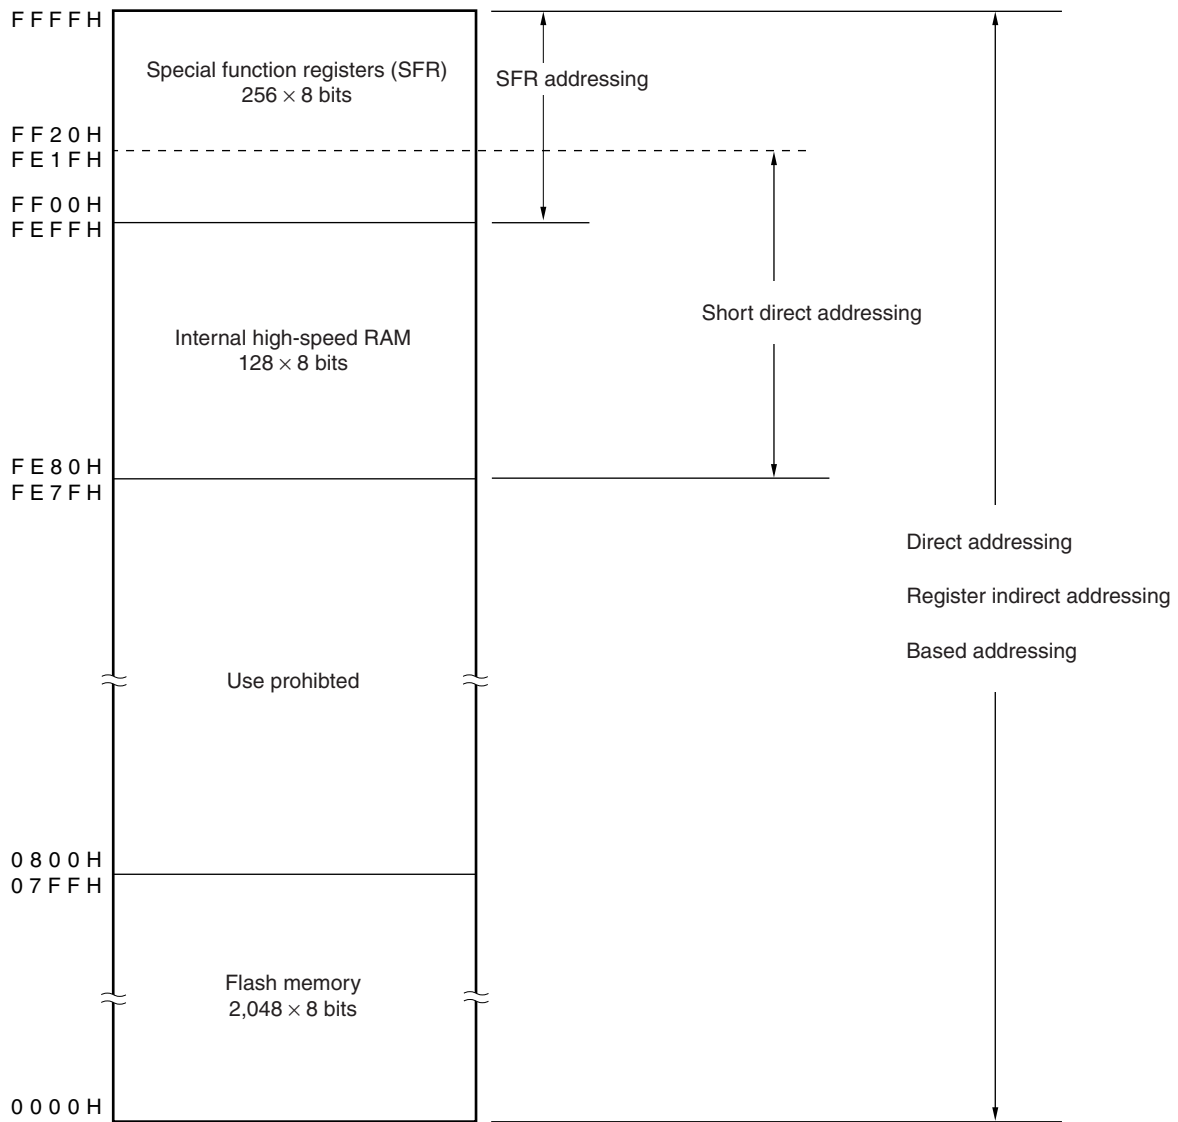 FFFFH
Special function registers (SFR)
256 × 8 bits
SFR addressing
FF20H
FE1FH
FF00H
FEFFH
Short direct addressing
Internal high-speed RAM
128 × 8 bits
FE80H
FE7FH
Direct addressing
Register indirect addressing
Based addressing
Use prohibted
0800H
07FFH
Flash memory
2,048 × 8 bits
0000H